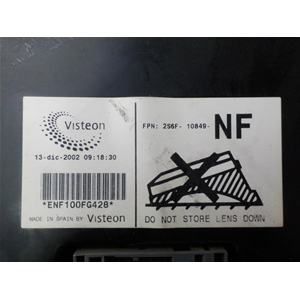 Visteon
13-dic-2002 09:18:30
*ENF100FG428*
MADE IN SPAIN BY Visteon
FPN: 2S6F- 10849- NF
DO NOT STORE LENS DOWN